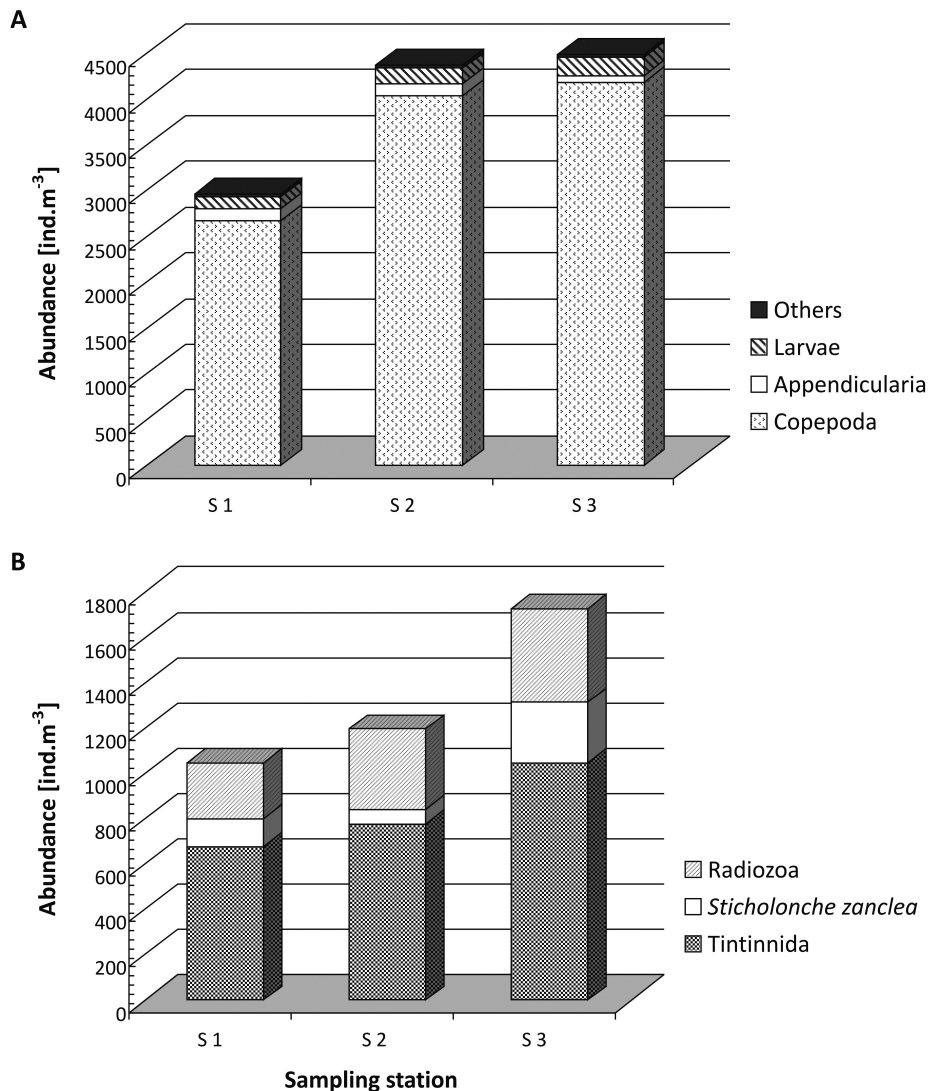 A
Abundance [ind.m-3]
4500
4000
3500
3000
2500
2000
1500
1000
500
0
S 1
S 2
S 3
Others
Larvae
Appendicularia
Copepoda
B
Abundance [ind.m-3]
1800
1600
1400
1200
1000
800
600
400
200
0
S 1
S 2
S 3
Radiozoa
Sticholonche zanclea
Tintinnida
Sampling station